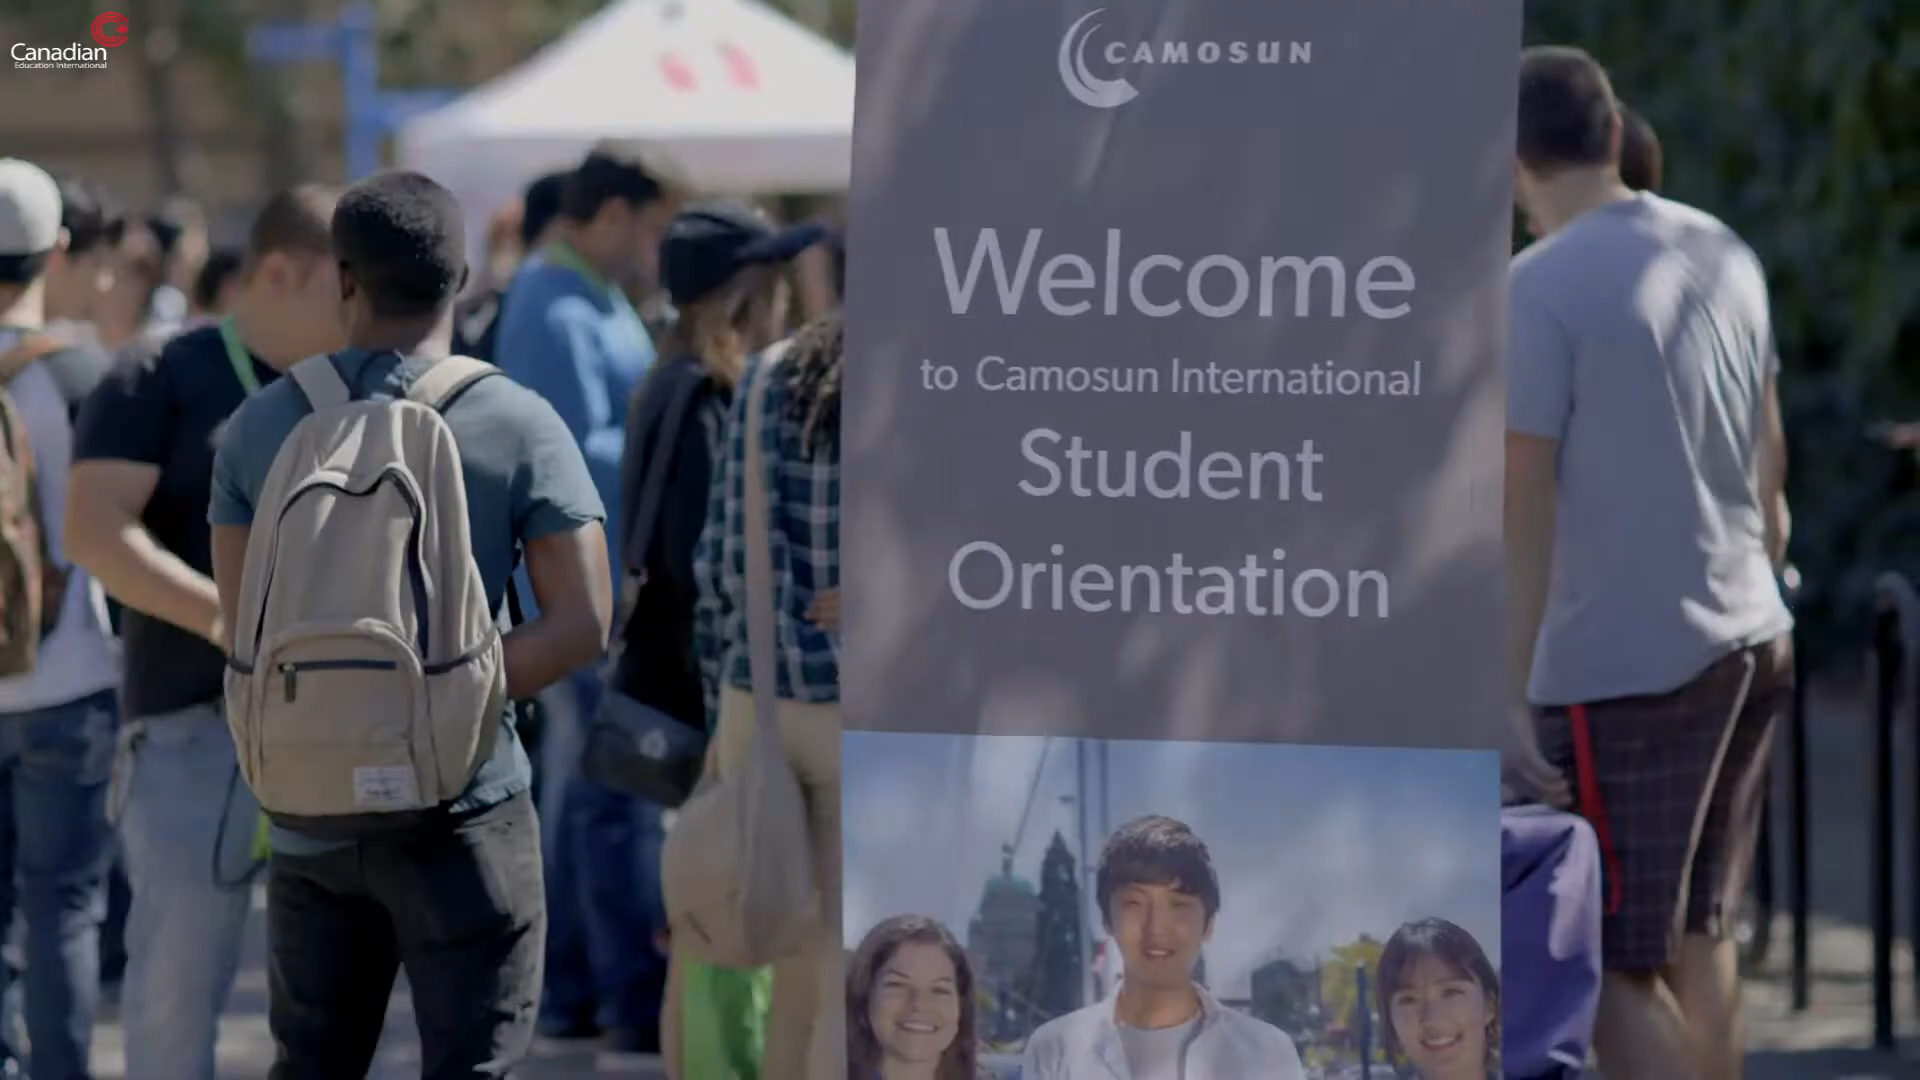 Canadian
Education International
CAMOSUN
Welcome
to Camosun International
Student
Orientation